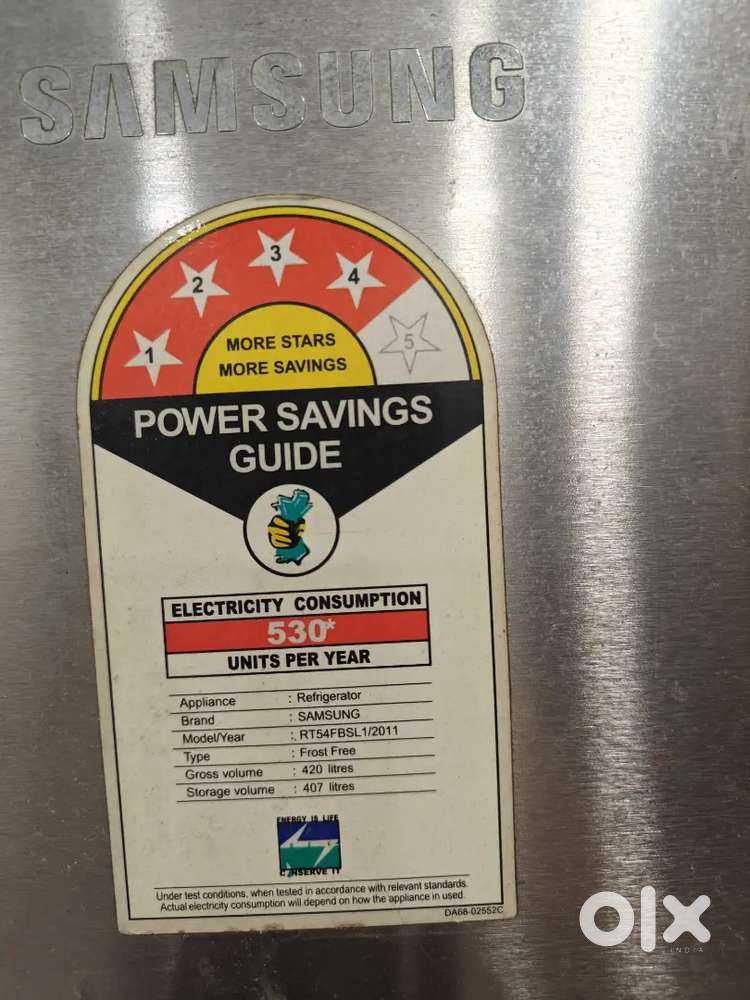 SAMSUNG
1 2 3 4 5
MORE STARS
MORE SAVINGS
POWER SAVINGS
GUIDE
ELECTRICITY CONSUMPTION
530*
UNITS PER YEAR
Appliance : Refrigerator
Brand : SAMSUNG
Model/Year : RT54FBSL1/2011
Type : Frost Free
Gross volume : 420 litres
Storage volume : 407 litres
ENERGY IS LIFE
CONSERVE IT
Under test conditions, when tested in accordance with relevant standards.
Actual electricity consumption will depend on how the appliance in used.
DA68-02552C
olx
INDIA